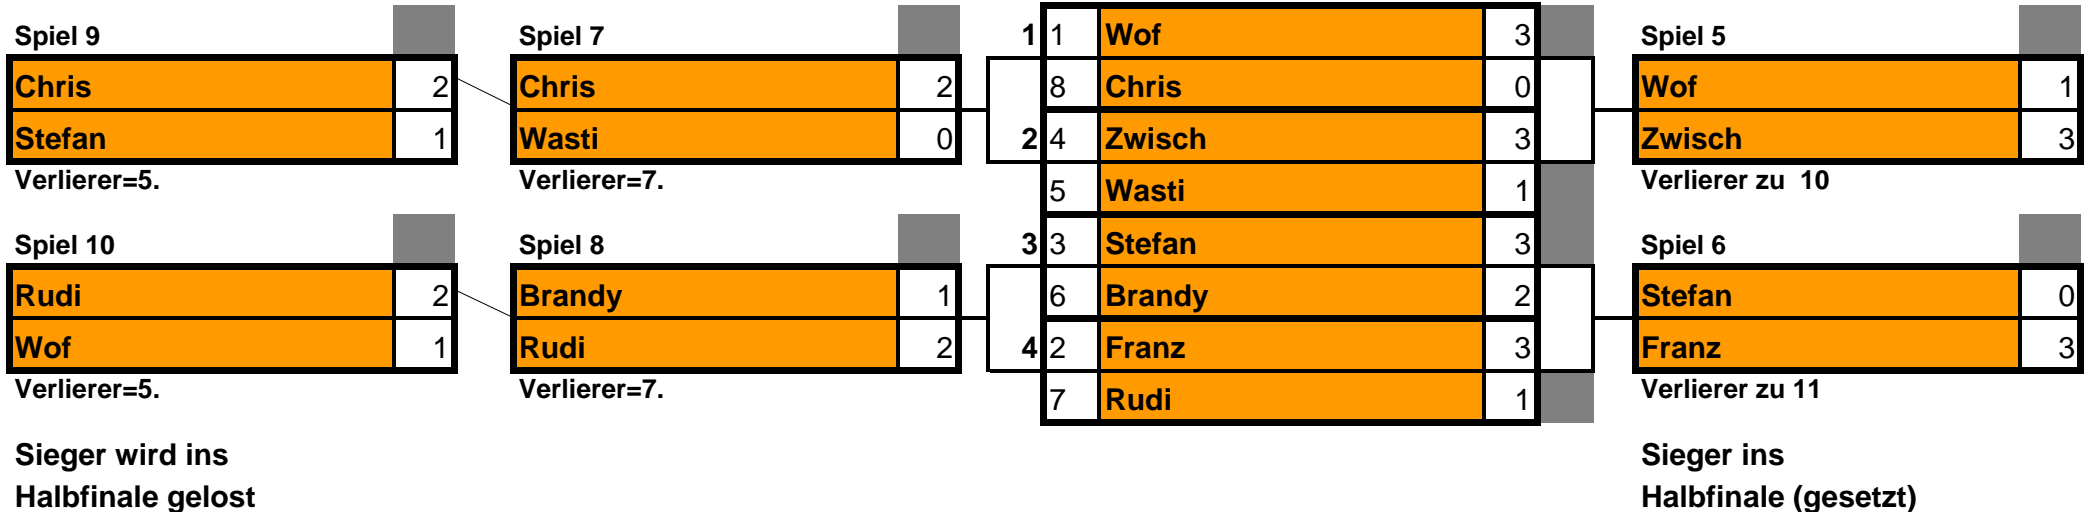 Spiel 9
Chris 2
Stefan 1
Verlierer=5.
Spiel 10
Rudi 2
Wof 1
Verlierer=5.
Sieger wird ins
Halbfinale gelost
Spiel 7
Chris 2
Wasti 0
Verlierer=7.
Spiel 8
Brandy 1
Rudi 2
Verlierer=7.
1 1 Wof 3
8 Chris 0
2 4 Zwisch 3
5 Wasti 1
3 3 Stefan 3
6 Brandy 2
4 2 Franz 3
7 Rudi 1
Spiel 5
Wof 1
Zwisch 3
Verlierer zu 10
Spiel 6
Stefan 0
Franz 3
Verlierer zu 11
Sieger ins
Halbfinale (gesetzt)